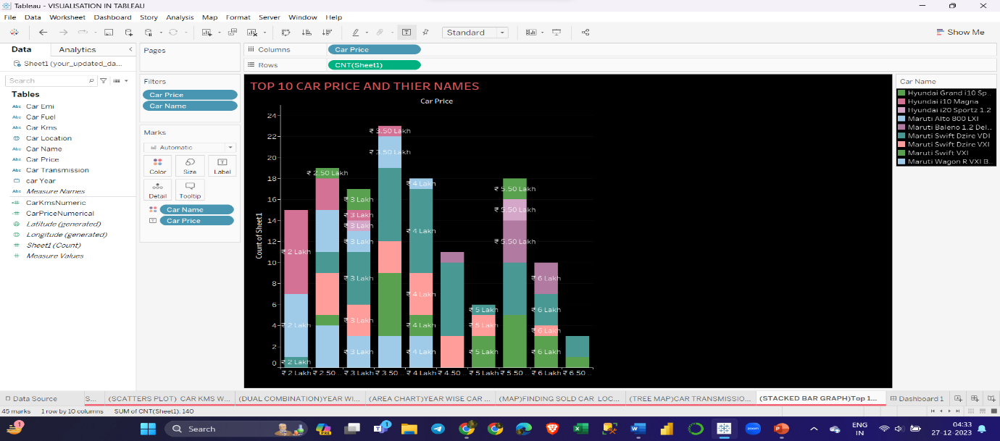 Tableau - VISUALISATION IN TABLEAU
File Data Worksheet Dashboard Story Analysis Map Format Server Window Help
Standard
Show Me
Data Analytics
Sheet1 (your_updated_da...
Search
Tables
Abc Car Emi
Abc Car Fuel
Abc Car Kms
Car Location
Abc Car Name
Abc Car Price
Abc Car Transmission
car Year
Abc Measure Names
CarKmsNumeric
CarPriceNumerical
Latitude (generated)
Longitude (generated)
Sheet1 (Count)
Measure Values
Pages
Filters
Car Price
Car Name
Marks
Automatic
Color Size Label
Detail Tooltip
Car Name
Car Price
Columns Car Price
Rows CNT(Sheet1)
TOP 10 CAR PRICE AND THIER NAMES
Car Price
Count of Sheet1
24
22
20
18
16
14
12
10
8
6
4
2
0
₹ 2 Lakh
₹ 2 Lakh
₹ 2 Lakh
₹ 2.50 Lakh
₹ 3 Lakh
₹ 3 Lakh
₹ 3 Lakh
₹ 3 Lakh
₹ 3 Lakh
₹ 3 Lakh
₹ 3 Lakh
₹ 3.50 Lakh
₹ 3.50 Lakh
₹ 4 Lakh
₹ 4 Lakh
₹ 4 Lakh
₹ 4 Lakh
₹ 4 Lakh
₹ 5 Lakh
₹ 5 Lakh
₹ 5 Lakh
₹ 5.50 Lakh
₹ 5.50 Lakh
₹ 5.50 Lakh
₹ 6 Lakh
₹ 6 Lakh
₹ 6 Lakh
₹ 6 Lakh
₹ 2 Lakh ₹ 2.50 ... ₹ 3 Lakh ₹ 3.50 ... ₹ 4 Lakh ₹ 4.50 ... ₹ 5 Lakh ₹ 5.50 ... ₹ 6 Lakh ₹ 6.50 ...
Car Name
Hyundai Grand i10 Sp..
Hyundai i10 Magna
Hyundai i20 Sportz 1.2
Maruti Alto 800 LXI
Maruti Baleno 1.2 Del..
Maruti Swift Dzire VDI
Maruti Swift Dzire VXI
Maruti Swift VXI
Maruti Wagon R VXI B..
Data Source S... (SCATTERS PLOT) CAR KMS W... (DUAL COMBINATION)YEAR WI... (AREA CHART)YEAR WISE CAR ... (MAP)FINDING SOLD CAR LOC... (TREE MAP)CAR TRANSMISSIO... (STACKED BAR GRAPH)Top 1... Dashboard 1
45 marks 1 row by 10 columns SUM of CNT(Sheet1): 140
1
Search
PRE
1
zoom
ENG
IN
04:33
27-12-2023